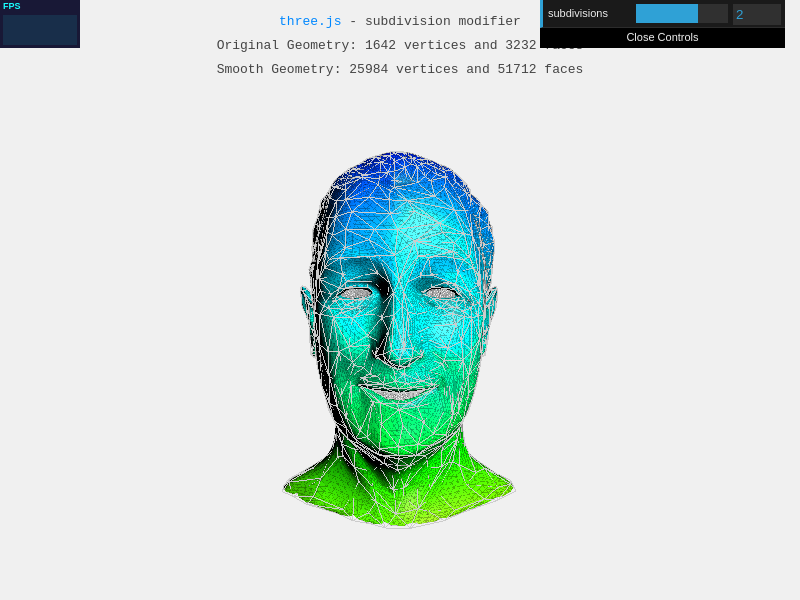 FPS
three.js - subdivision modifier
subdivisions 2
Original Geometry: 1642 vertices and 3232 faces
Close Controls
Smooth Geometry: 25984 vertices and 51712 faces